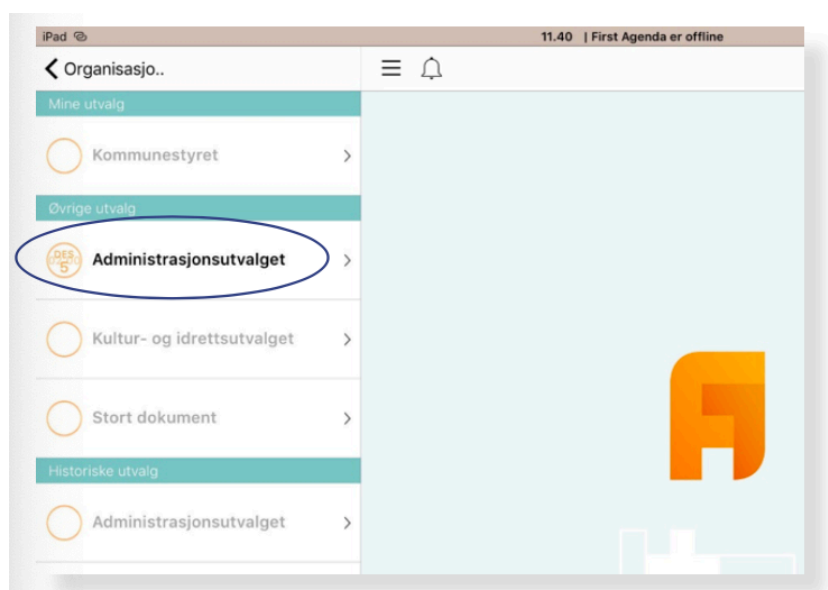 iPad 11.40 | First Agenda er offline
Organisasjo..
Mine utvalg
Kommunestyret
Øvrige utvalg
DES
5
Administrasjonsutvalget
Kultur- og idrettsutvalget
Stort dokument
Historiske utvalg
Administrasjonsutvalget